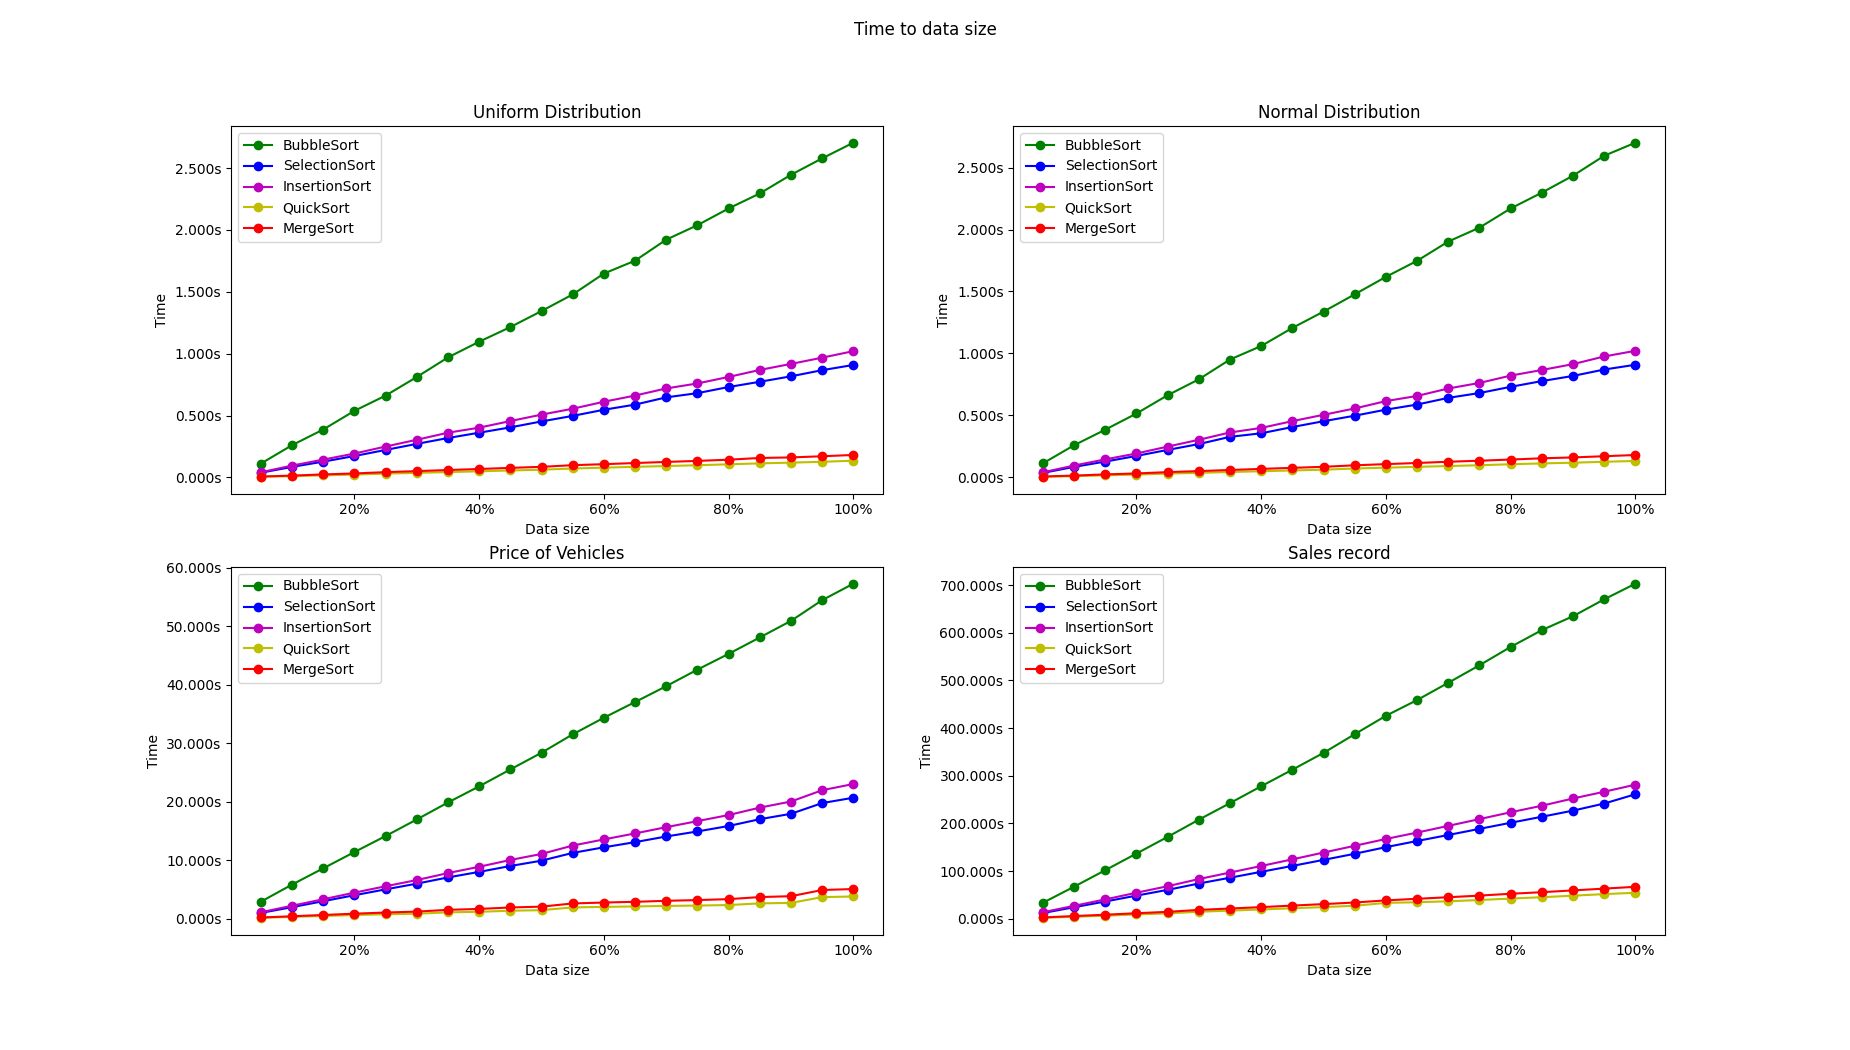 Time to data size
Uniform Distribution
BubbleSort
SelectionSort
InsertionSort
QuickSort
MergeSort
2.500s
2.000s
1.500s
1.000s
0.500s
0.000s
Time
20% 40% 60% 80% 100%
Data size
Normal Distribution
BubbleSort
SelectionSort
InsertionSort
QuickSort
MergeSort
2.500s
2.000s
1.500s
1.000s
0.500s
0.000s
Time
20% 40% 60% 80% 100%
Data size
Price of Vehicles
BubbleSort
SelectionSort
InsertionSort
QuickSort
MergeSort
60.000s
50.000s
40.000s
30.000s
20.000s
10.000s
0.000s
Time
20% 40% 60% 80% 100%
Data size
Sales record
BubbleSort
SelectionSort
InsertionSort
QuickSort
MergeSort
700.000s
600.000s
500.000s
400.000s
300.000s
200.000s
100.000s
0.000s
Time
20% 40% 60% 80% 100%
Data size